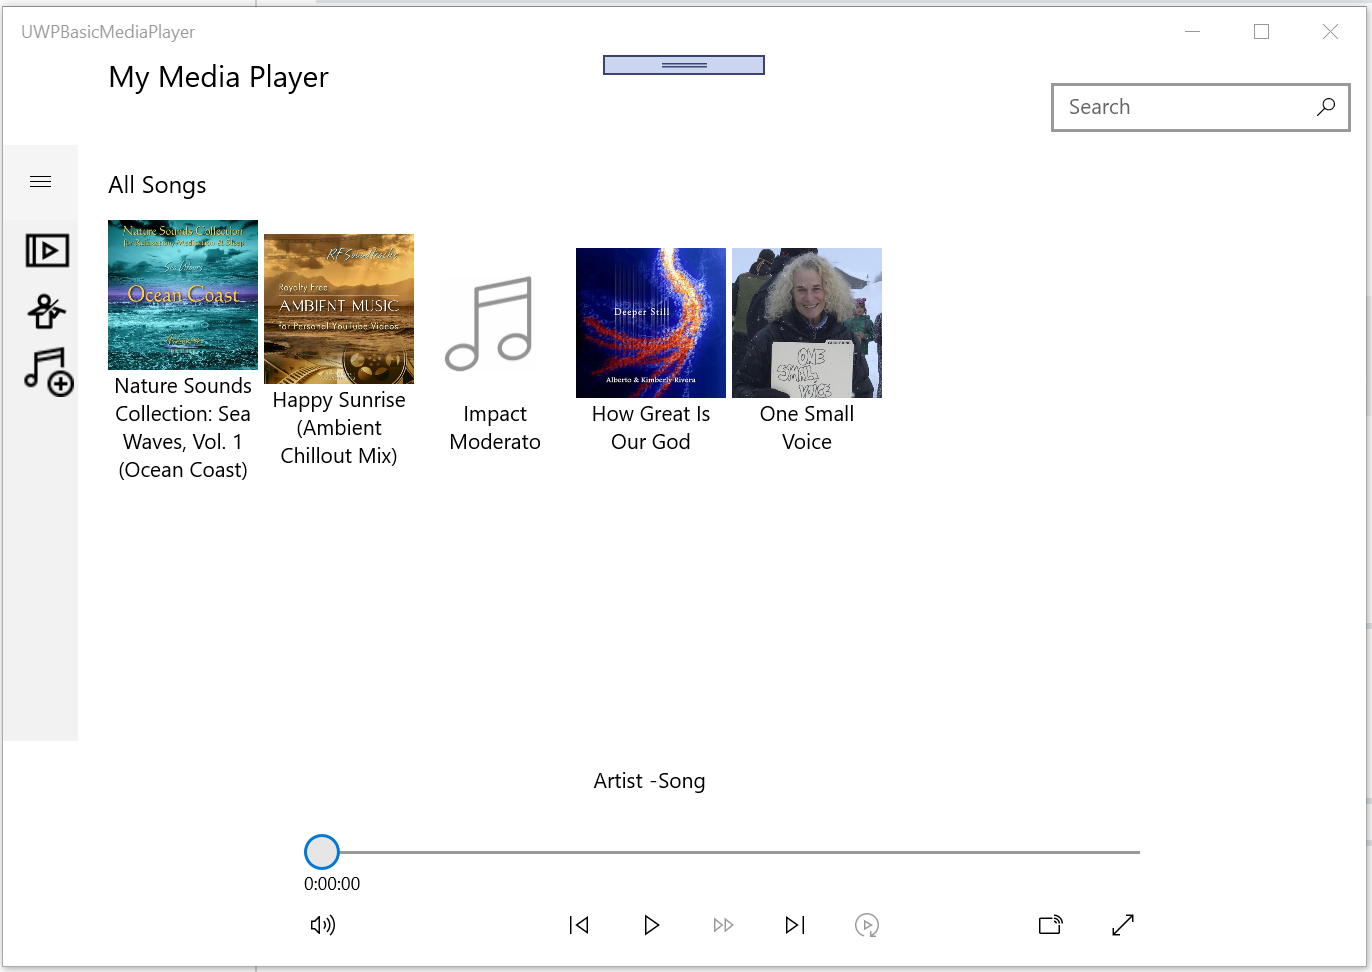 UWPBasicMediaPlayer
My Media Player
Search
All Songs
Nature Sounds Collection
for Relaxation, Meditation & Sleep
Sea Waves
Ocean Coast
RF Soundtracks
Royalty Free
AMBIENT MUSIC
for Personal YouTube Videos
Deeper Still
Alberto & Kimberly Rivera
ONE
SMALL
VOICE
Nature Sounds
Collection: Sea
Waves, Vol. 1
(Ocean Coast)
Happy Sunrise
(Ambient
Chillout Mix)
Impact
Moderato
How Great Is
Our God
One Small
Voice
Artist -Song
0:00:00